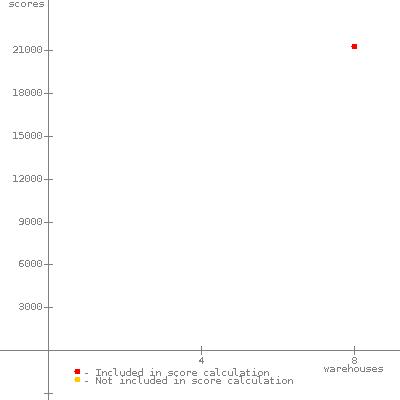 scores
21000
18000
15000
12000
9000
6000
3000
4 8
warehouses
- Included in score calculation
- Not included in score calculation